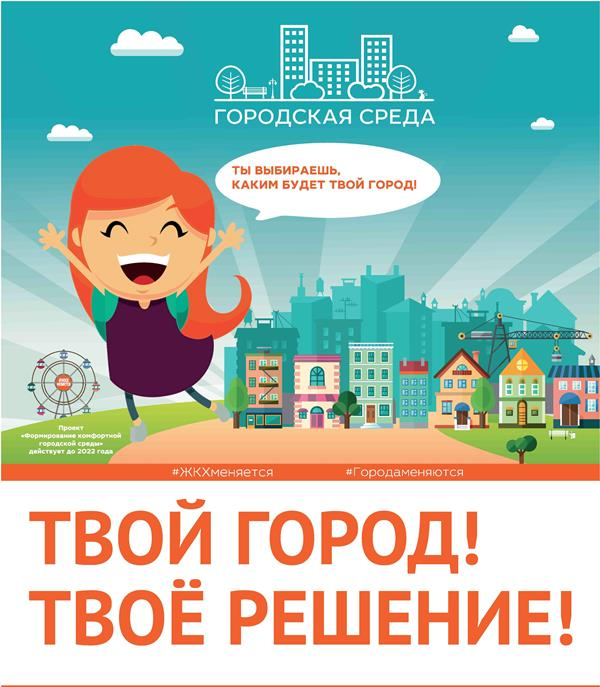 ГОРОДСКАЯ СРЕДА
ТЫ ВЫБИРАЕШЬ,
КАКИМ БУДЕТ ТВОЙ ГОРОД!
Проект
«Формирование комфортной
городской среды»
действует до 2022 года
#ЖКХменяется #Городаменяются
ТВОЙ ГОРОД!
ТВОЁ РЕШЕНИЕ!